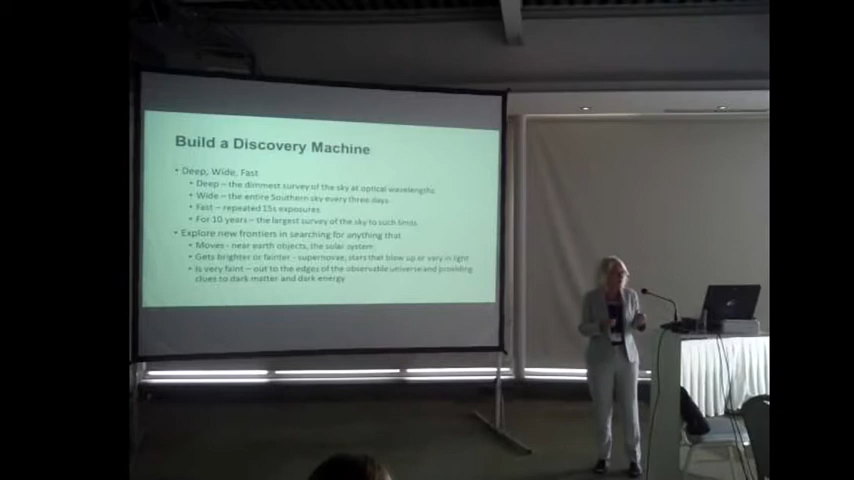 Build a Discovery Machine
• Deep, Wide, Fast
• Deep – the dimmest survey of the sky at optical wavelengths
• Wide – the entire Southern sky every three days
• Fast – repeated 15s exposures
• For 10 years – the largest survey of the sky to such limits
• Explore new frontiers in searching for anything that
• Moves - near earth objects, the solar system
• Gets brighter or fainter - supernovae, stars that blow up or vary in light
• Is very faint – out to the edges of the observable universe and providing
clues to dark matter and dark energy